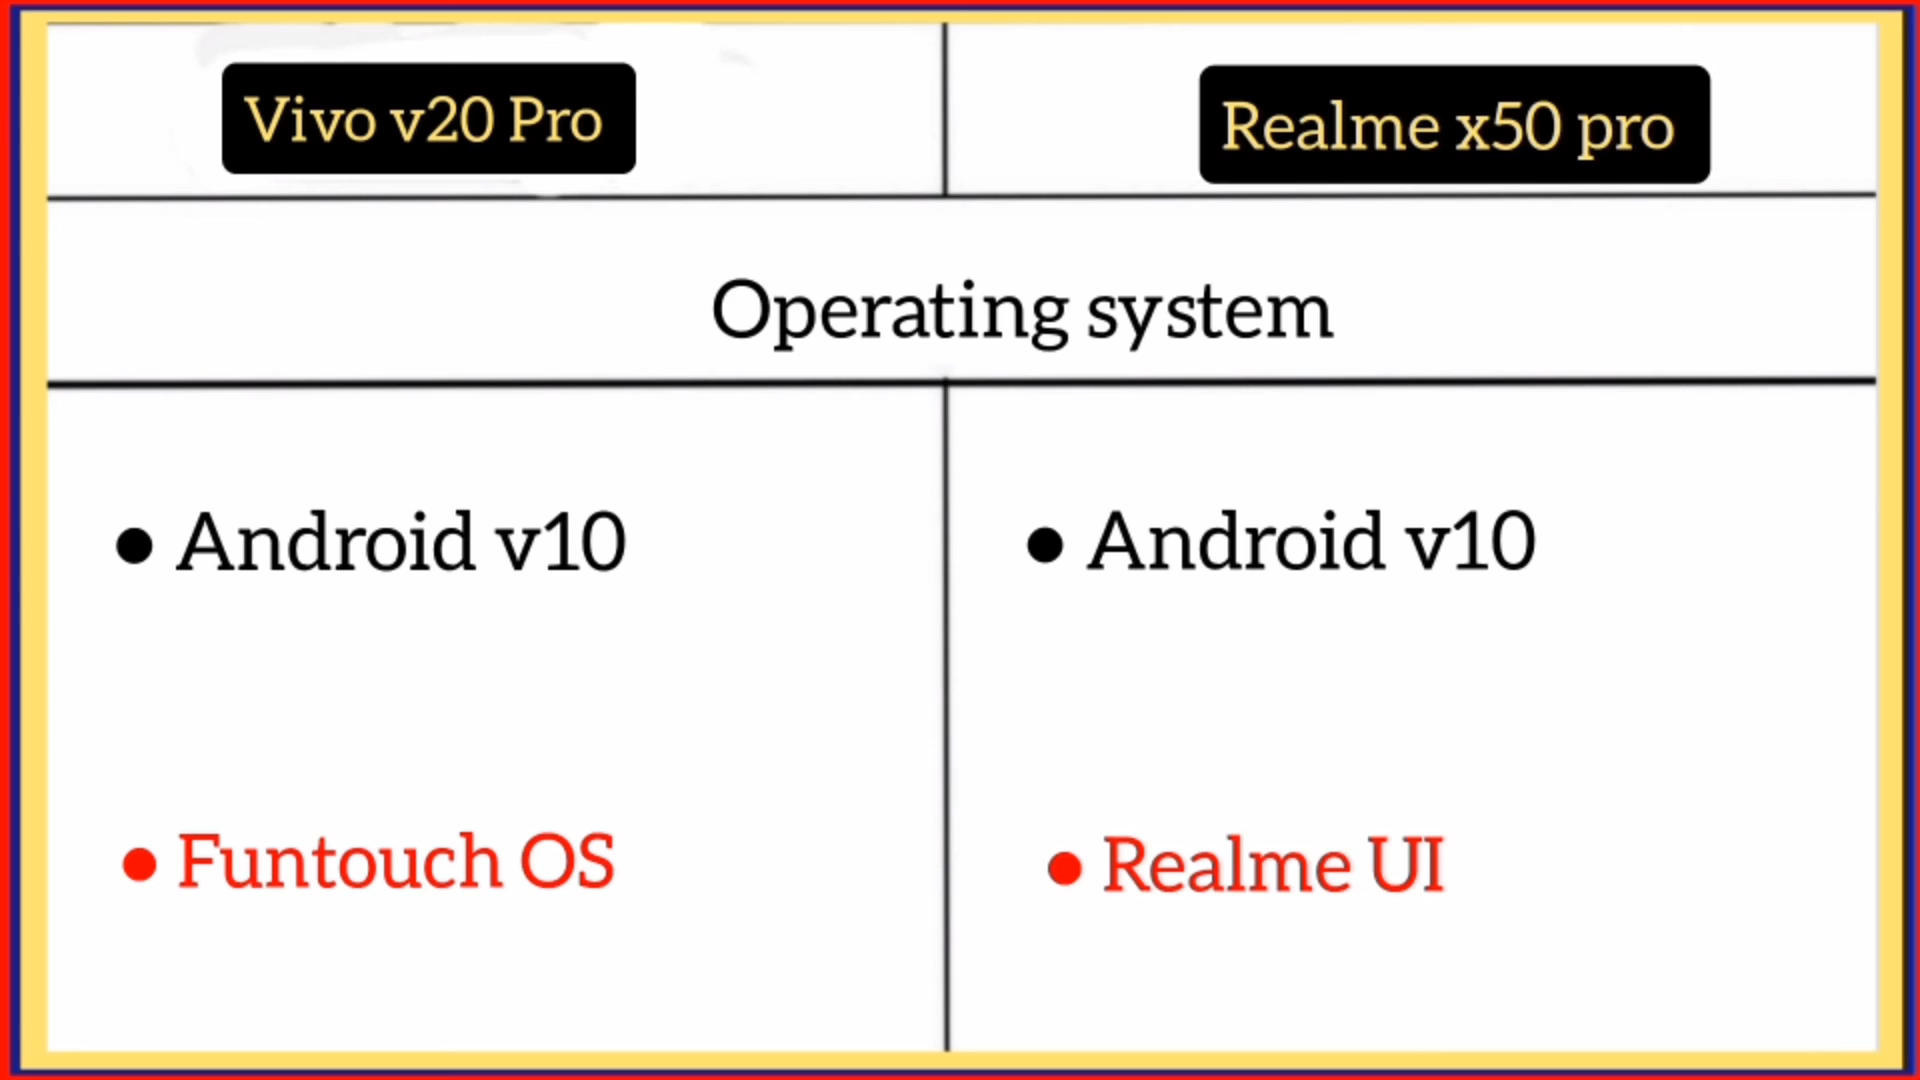 Vivo v20 Pro
Realme x50 pro
Operating system
• Android v10
• Android v10
• Funtouch OS
• Realme UI